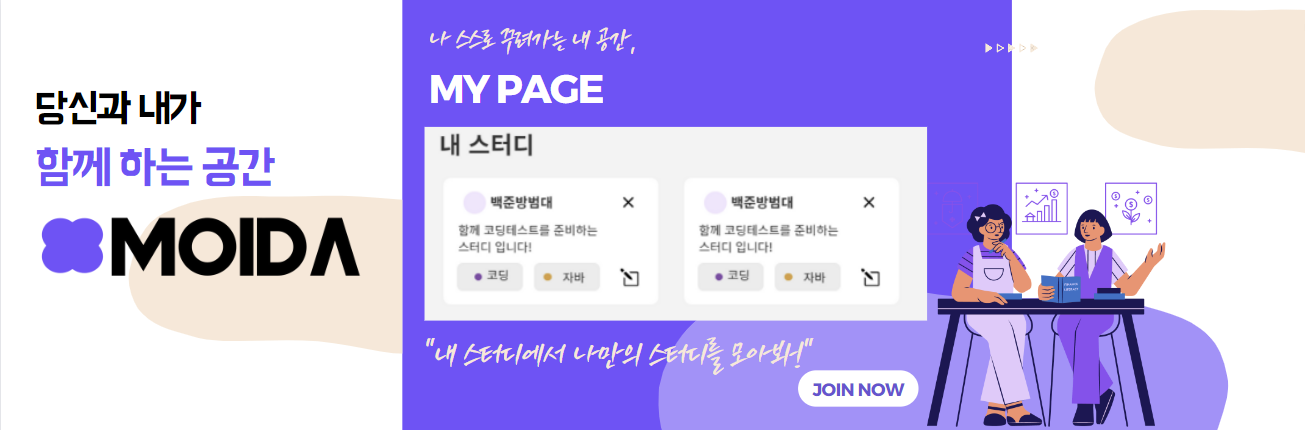 당신과 내가
함께 하는 공간
MOIDA
나 스스로 꾸려가는 내 공간,
MY PAGE
내 스터디
백준방범대
함께 코딩테스트를 준비하는
스터디 입니다!
코딩
자바
백준방범대
함께 코딩테스트를 준비하는
스터디 입니다!
코딩
자바
"내 스터디에서 나만의 스터디를 모아봐!"
JOIN NOW